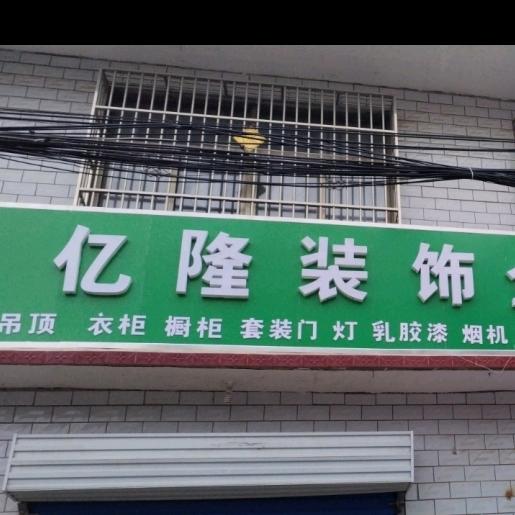 亿隆装饰
吊顶 衣柜 橱柜 套装门 灯 乳胶漆 烟机